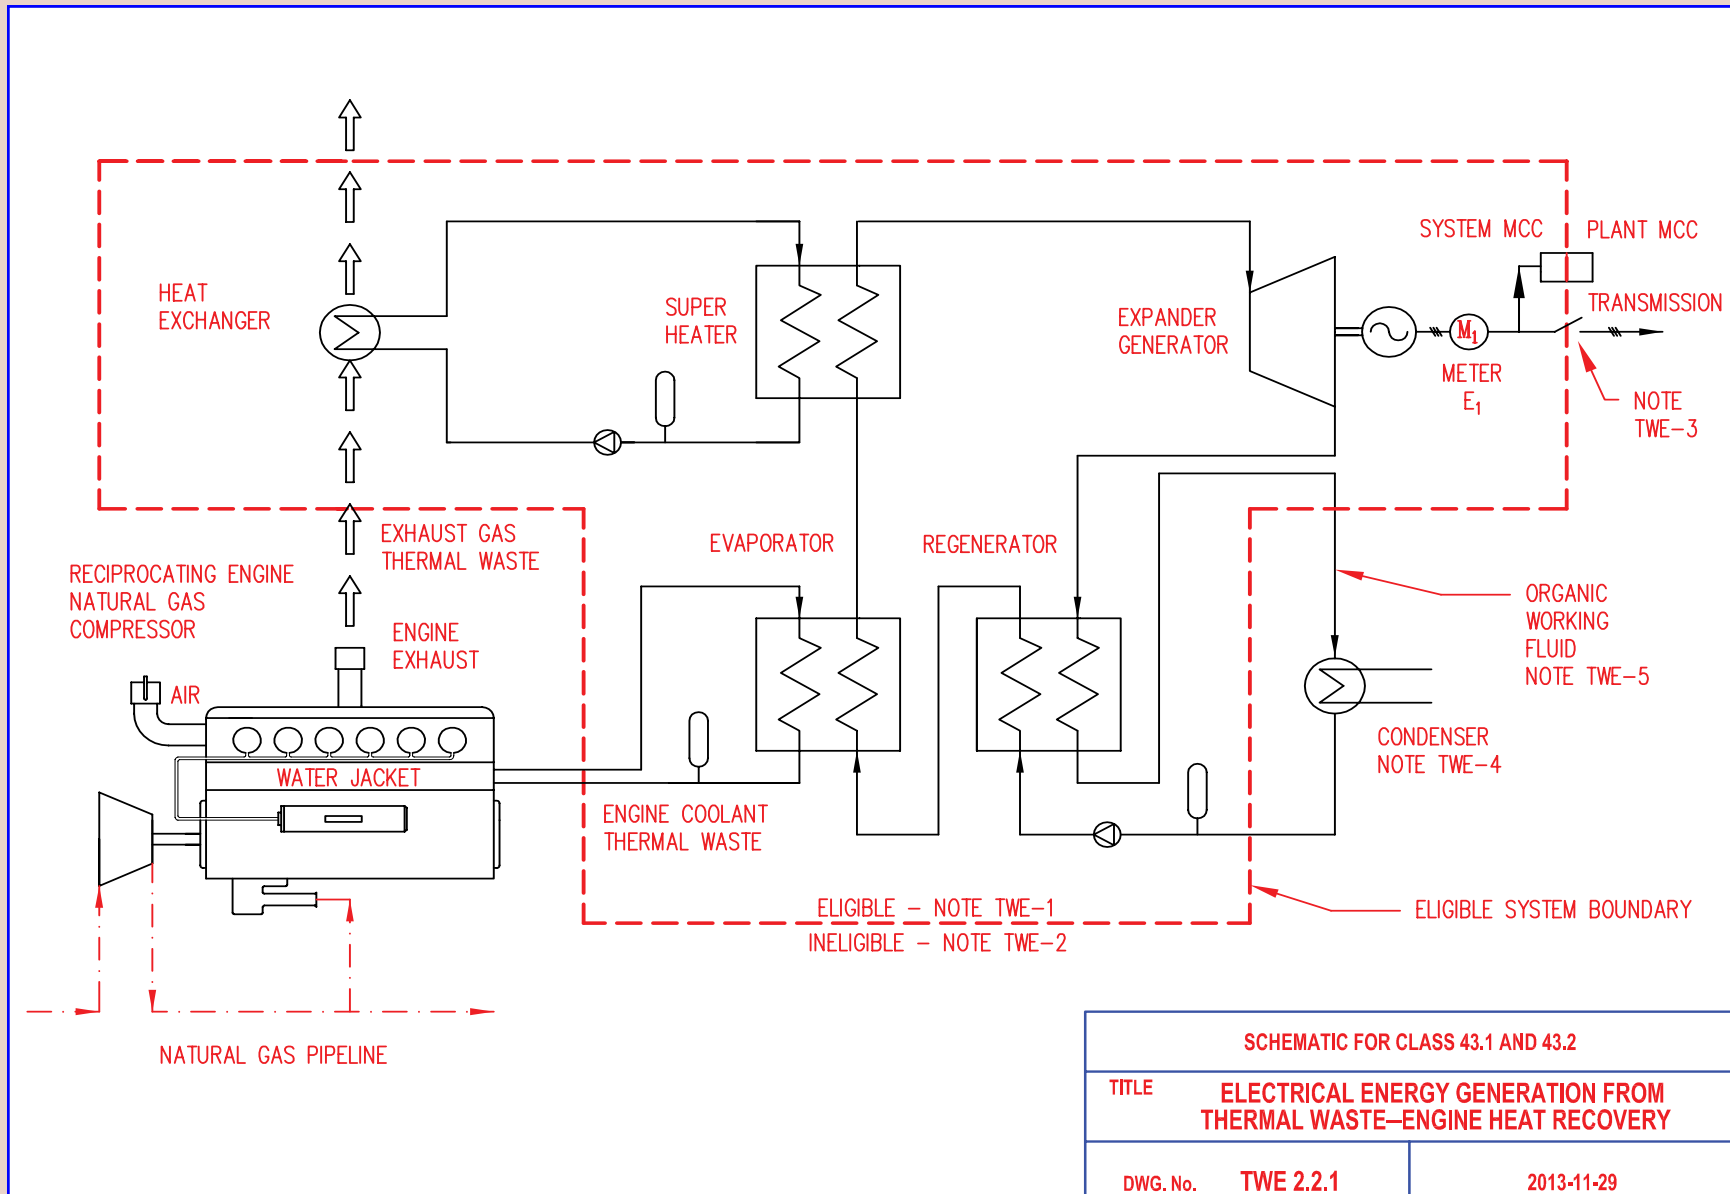 SYSTEM MCC
PLANT MCC
HEAT
EXCHANGER
SUPER
HEATER
EXPANDER
GENERATOR
TRANSMISSION
M1
METER
E1
NOTE
TWE-3
EXHAUST GAS
THERMAL WASTE
EVAPORATOR
REGENERATOR
RECIPROCATING ENGINE
NATURAL GAS
COMPRESSOR
ENGINE
EXHAUST
ORGANIC
WORKING
FLUID
NOTE TWE-5
AIR
WATER JACKET
CONDENSER
NOTE TWE-4
ENGINE COOLANT
THERMAL WASTE
ELIGIBLE - NOTE TWE-1
INELIGIBLE - NOTE TWE-2
ELIGIBLE SYSTEM BOUNDARY
NATURAL GAS PIPELINE
SCHEMATIC FOR CLASS 43.1 AND 43.2
TITLE
ELECTRICAL ENERGY GENERATION FROM
THERMAL WASTE—ENGINE HEAT RECOVERY
DWG. No. TWE 2.2.1
2013-11-29